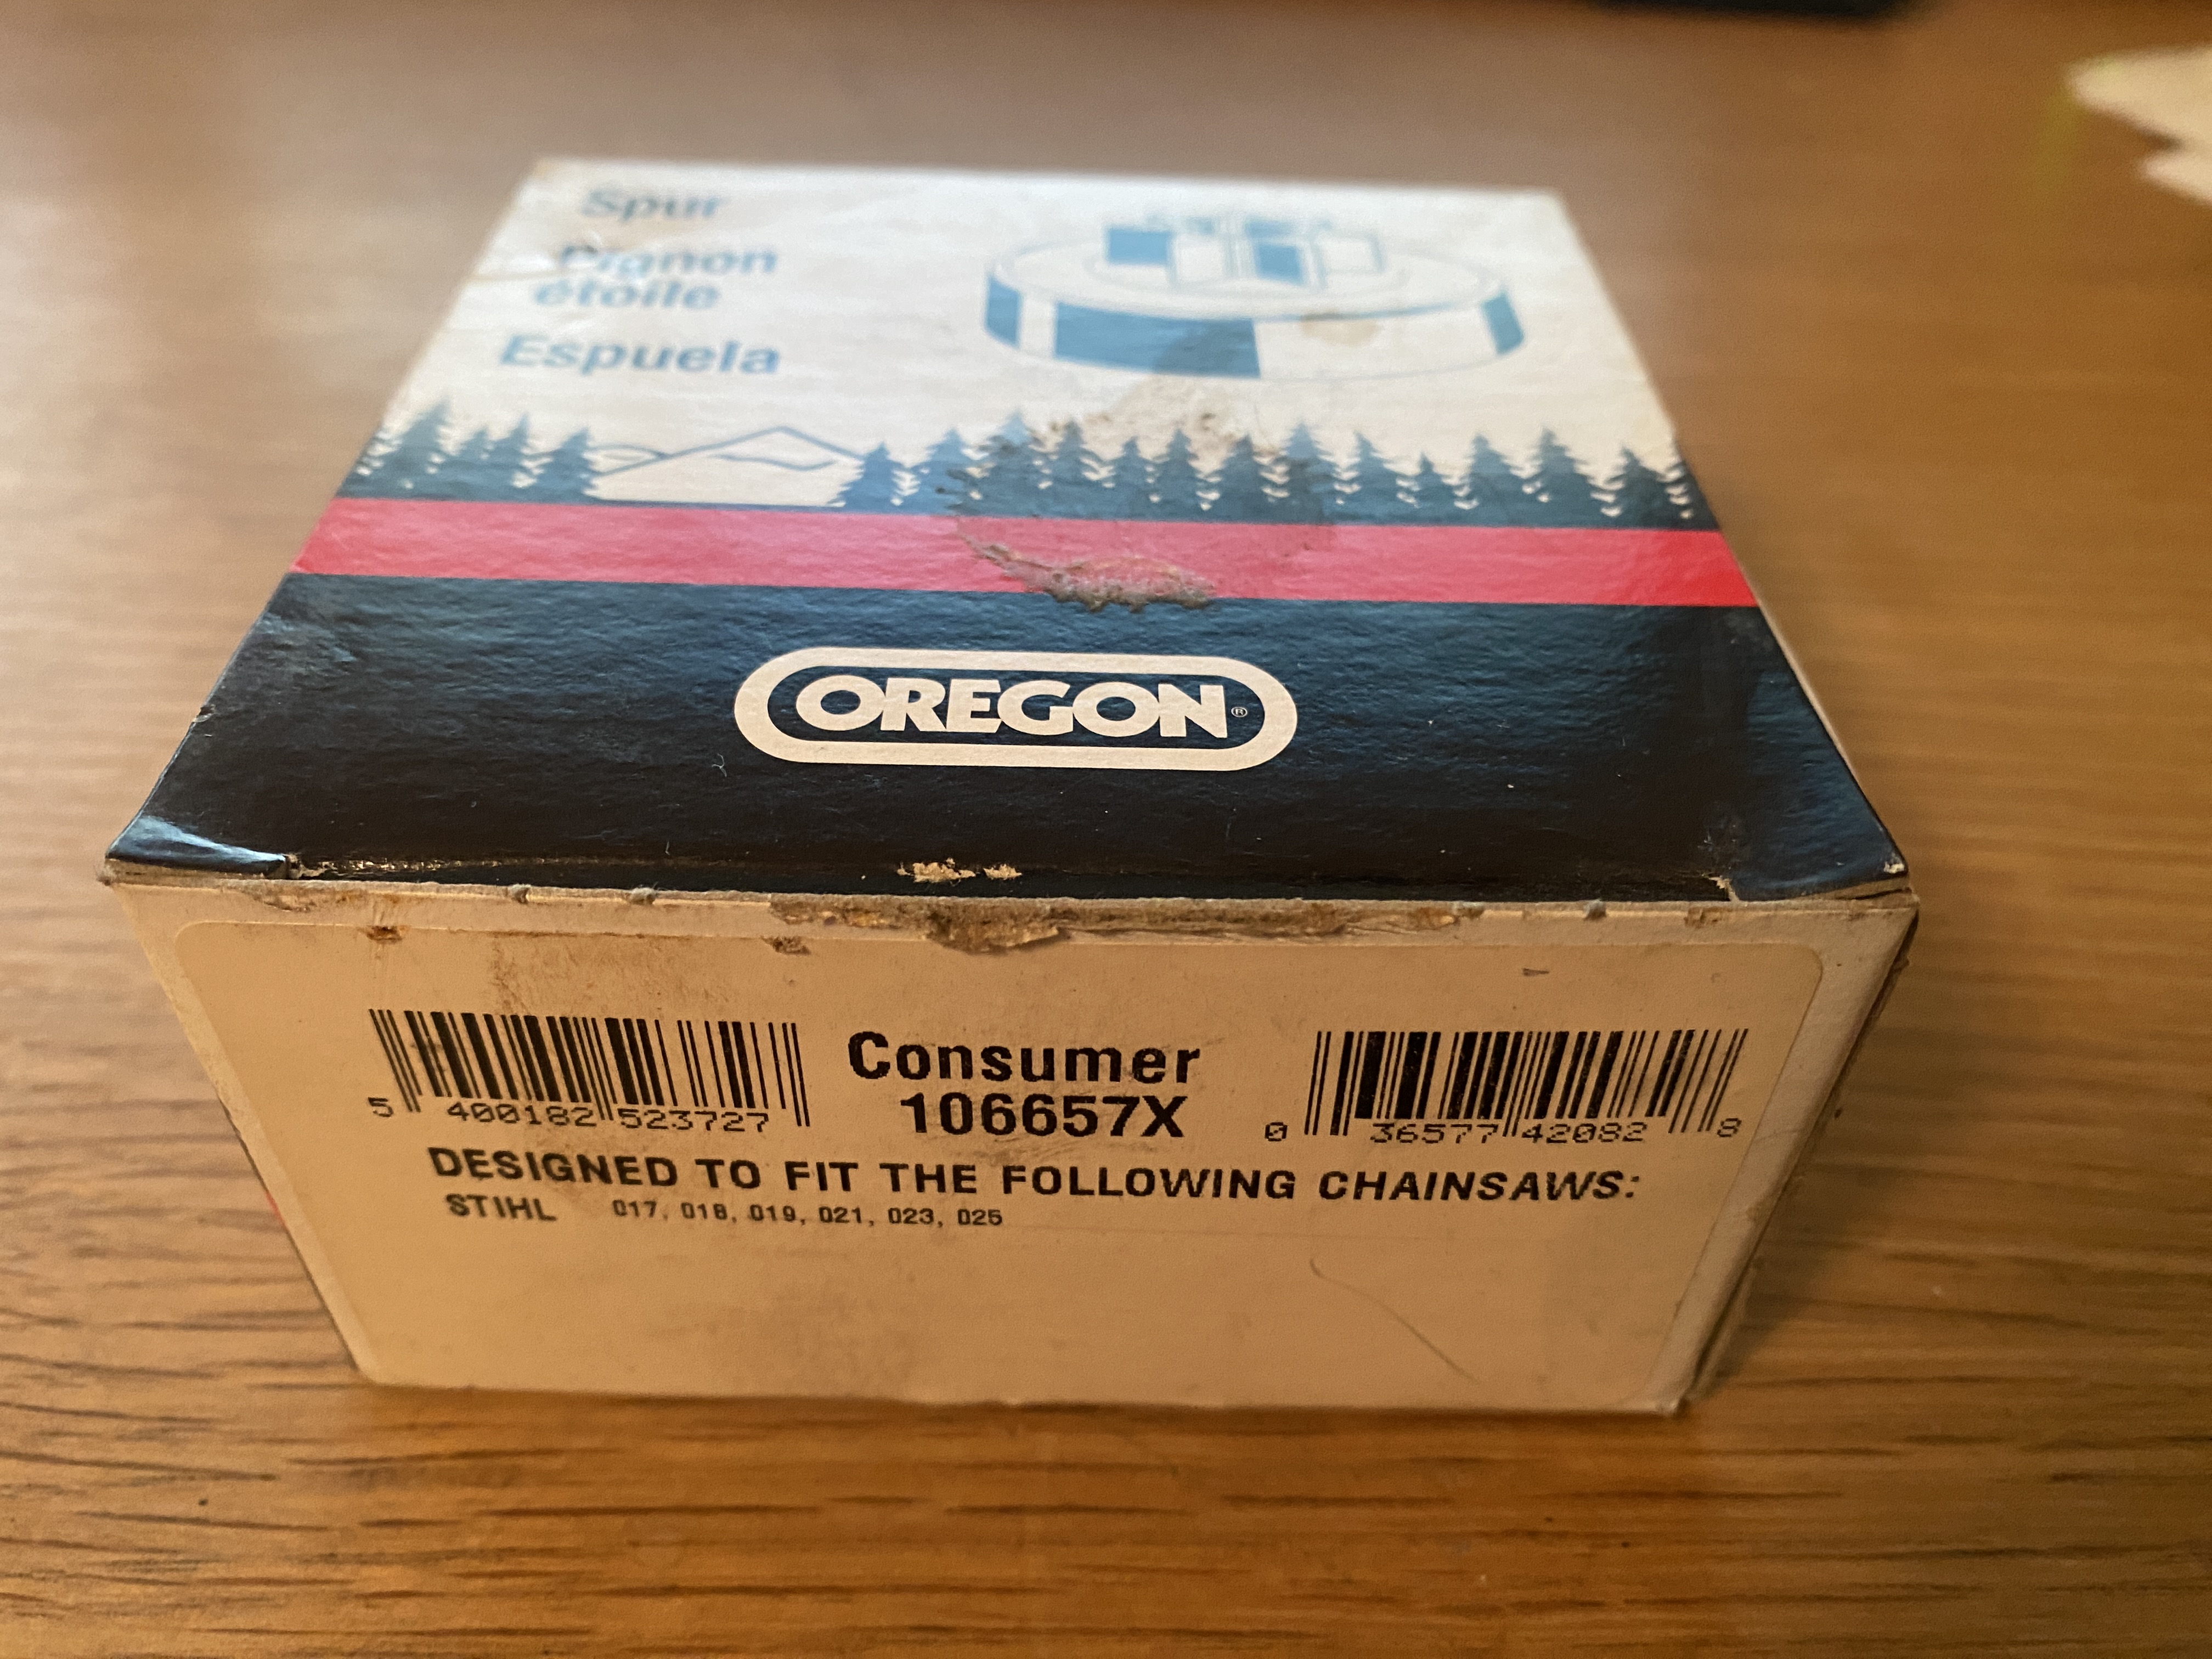 Spur
Pignon
étoile
Espuela
OREGON®
Consumer
106657X
5 400182 523727
0 36577 42082 8
DESIGNED TO FIT THE FOLLOWING CHAINSAWS:
STIHL 017, 018, 019, 021, 023, 025